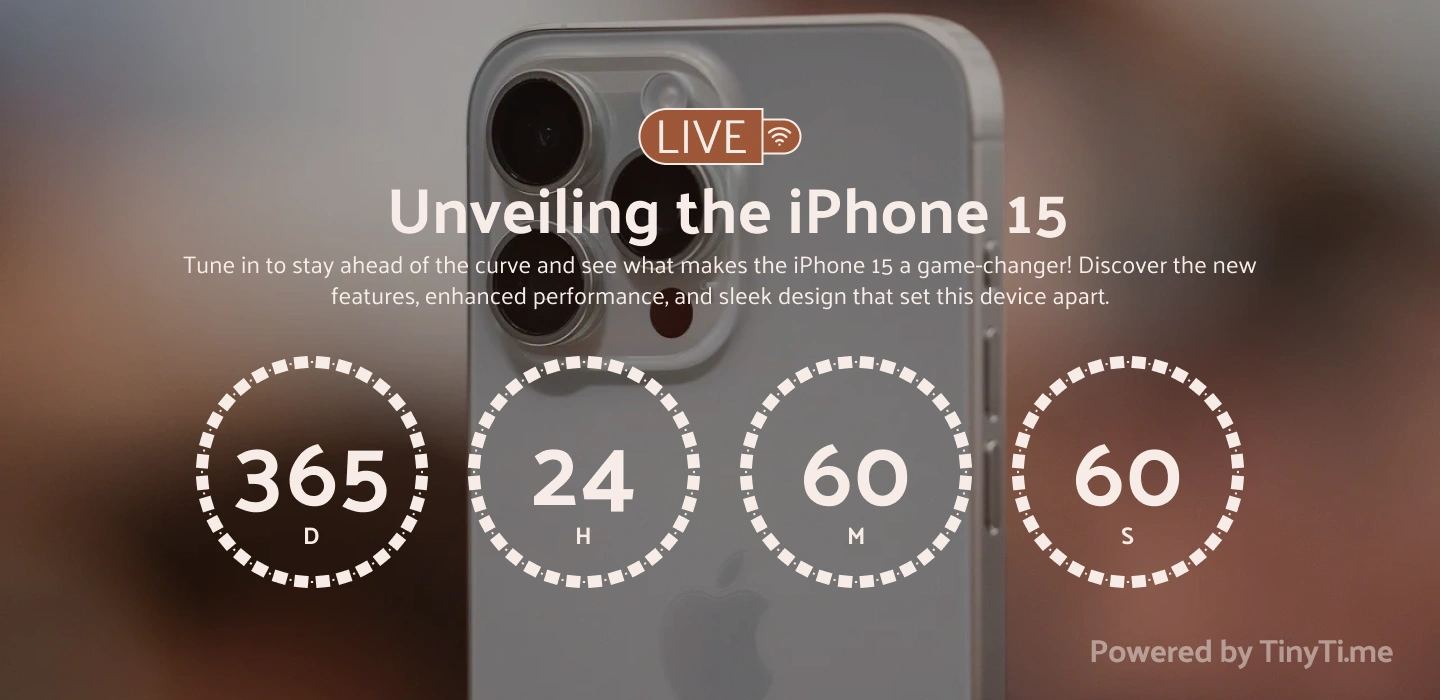 LIVE
Unveiling the iPhone 15
Tune in to stay ahead of the curve and see what makes the iPhone 15 a game-changer! Discover the new
features, enhanced performance, and sleek design that set this device apart.
365 24 60 60
D H M S
Powered by TinyTi.me